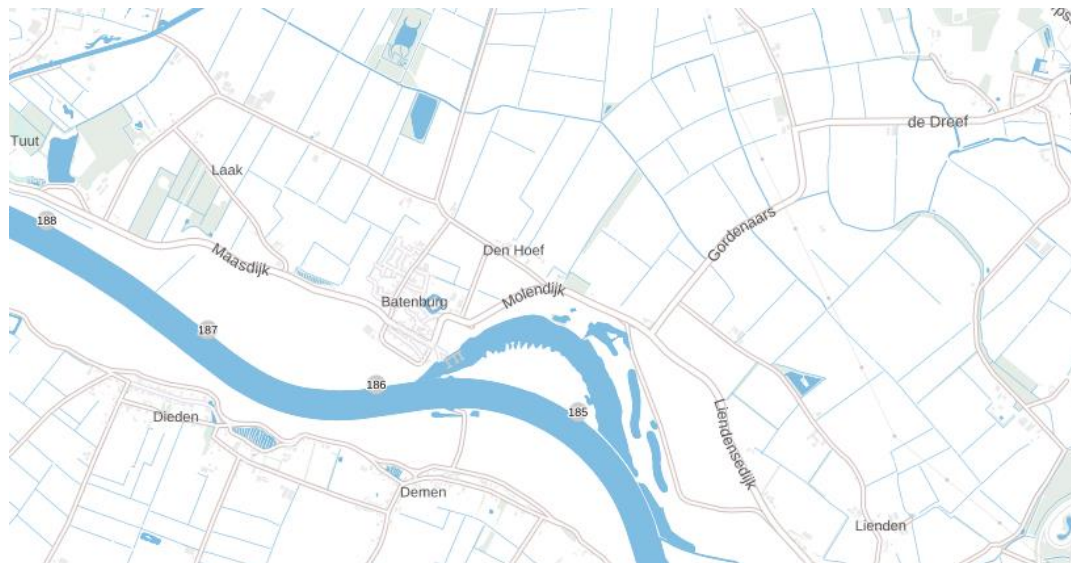 de Dreef
Tuut
Laak
188
Gordenaars
Den Hoef
Maasdijk
Molendijk
Batenburg
187
186
185
Dieden
Liendensedijk
Demen
Lienden